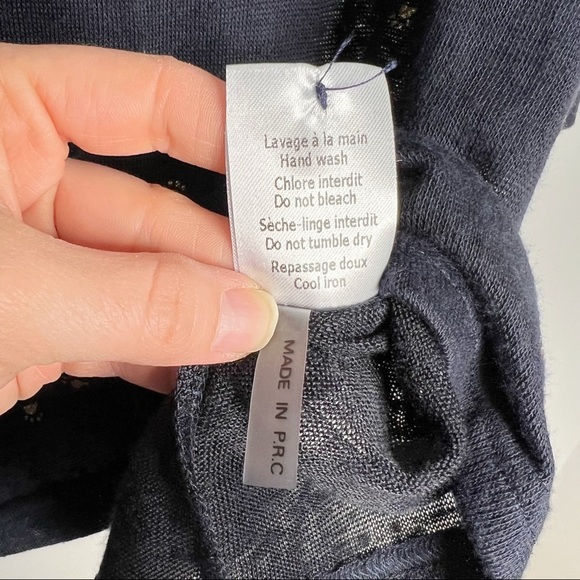 Lavage à la main
Hand wash
Chlore interdit
Do not bleach
Sèche-linge interdit
Do not tumble dry
Repassage doux
Cool iron
MADE IN P.R.C